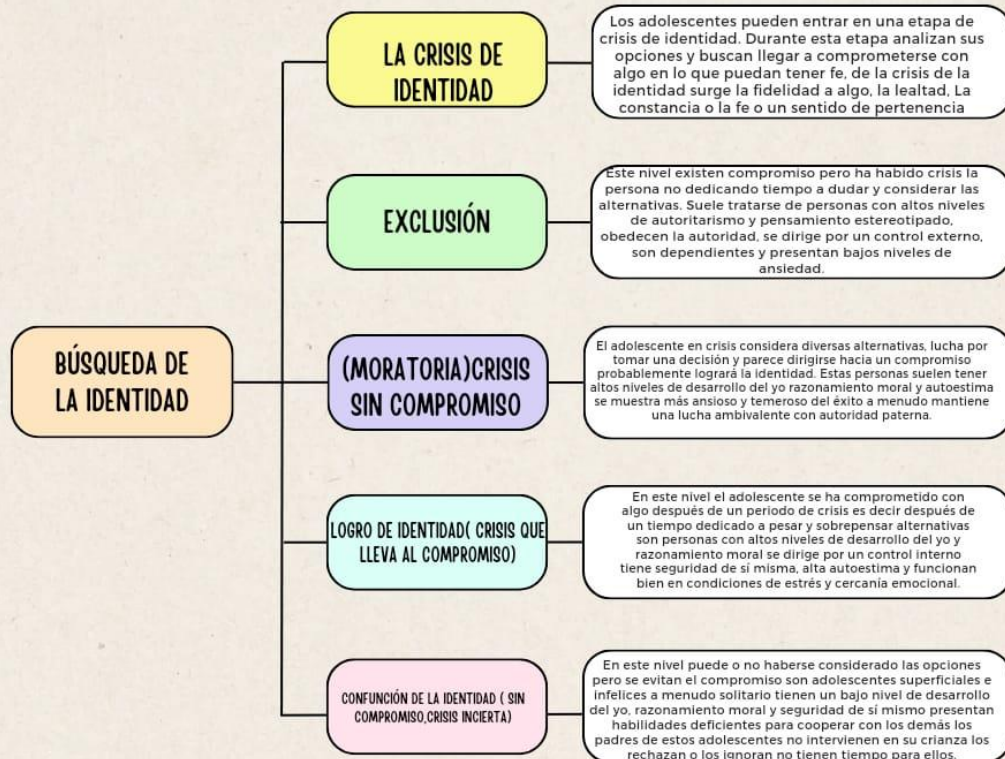 BÚSQUEDA DE
LA IDENTIDAD
LA CRISIS DE
IDENTIDAD
Los adolescentes pueden entrar en una etapa de
crisis de identidad. Durante esta etapa analizan sus
opciones y buscan llegar a comprometerse con
algo en lo que puedan tener fe, de la crisis de la
identidad surge la fidelidad a algo, la lealtad, La
constancia o la fe o un sentido de pertenencia
EXCLUSIÓN
Este nivel existen compromiso pero ha habido crisis la
persona no dedicando tiempo a dudar y considerar las
alternativas. Suele tratarse de personas con altos niveles
de autoritarismo y pensamiento estereotipado,
obedecen la autoridad, se dirige por un control externo,
son dependientes y presentan bajos niveles de
ansiedad.
(MORATORIA)CRISIS
SIN COMPROMISO
El adolescente en crisis considera diversas alternativas, lucha por
tomar una decisión y parece dirigirse hacia un compromiso
probablemente logrará la identidad. Estas personas suelen tener
altos niveles de desarrollo del yo razonamiento moral y autoestima
se muestra más ansioso y temeroso del éxito a menudo mantiene
una lucha ambivalente con autoridad paterna.
LOGRO DE IDENTIDAD( CRISIS QUE
LLEVA AL COMPROMISO)
En este nivel el adolescente se ha comprometido con
algo después de un periodo de crisis es decir después de
un tiempo dedicado a pesar y sobrepensar alternativas
son personas con altos niveles de desarrollo del yo y
razonamiento moral se dirige por un control interno
tiene seguridad de sí misma, alta autoestima y funcionan
bien en condiciones de estrés y cercanía emocional.
CONFUNCIÓN DE LA IDENTIDAD ( SIN
COMPROMISO,CRISIS INCIERTA)
En este nivel puede o no haberse considerado las opciones
pero se evitan el compromiso son adolescentes superficiales e
infelices a menudo solitario tienen un bajo nivel de desarrollo
del yo, razonamiento moral y seguridad de sí mismo presentan
habilidades deficientes para cooperar con los demás los
padres de estos adolescentes no intervienen en su crianza los
rechazan o los ignoran no tienen tiempo para ellos.